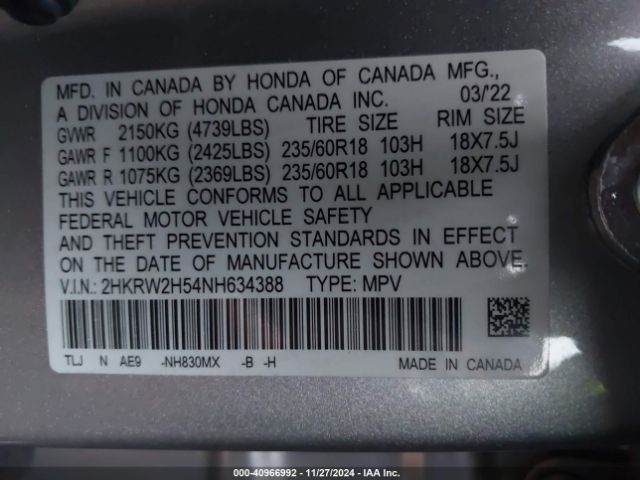 MFD. IN CANADA BY HONDA OF CANADA MFG.,
A DIVISION OF HONDA CANADA INC. 03/'22
GVWR 2150KG (4739LBS) TIRE SIZE RIM SIZE
GAWR F 1100KG (2425LBS) 235/60R18 103H 18X7.5J
GAWR R 1075KG (2369LBS) 235/60R18 103H 18X7.5J
THIS VEHICLE CONFORMS TO ALL APPLICABLE
FEDERAL MOTOR VEHICLE SAFETY
AND THEFT PREVENTION STANDARDS IN EFFECT
ON THE DATE OF MANUFACTURE SHOWN ABOVE.
V.I.N.: 2HKRW2H54NH634388 TYPE: MPV
TLJ N AE9 -NH830MX -B -H MADE IN CANADA
000-40966992 — 11/27/2024 — IAA Inc.